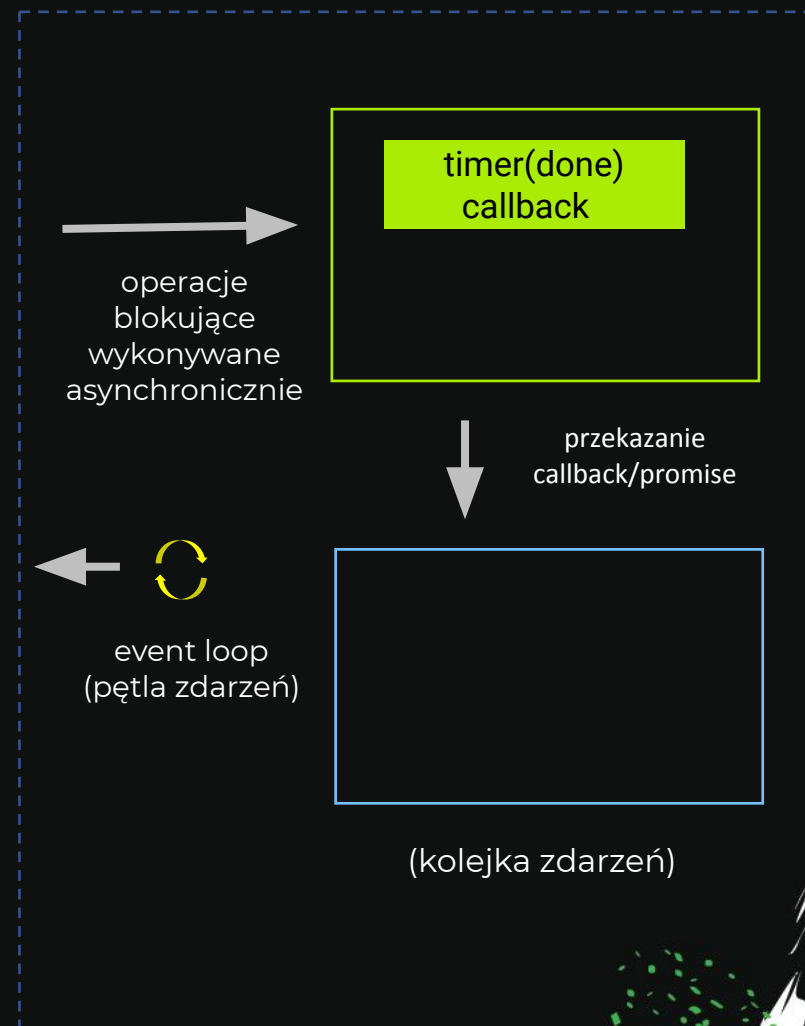 timer(done)
callback
operacje
blokujące
wykonywane
asynchronicznie
przekazanie
callback/promise
event loop
(pętla zdarzeń)
(kolejka zdarzeń)